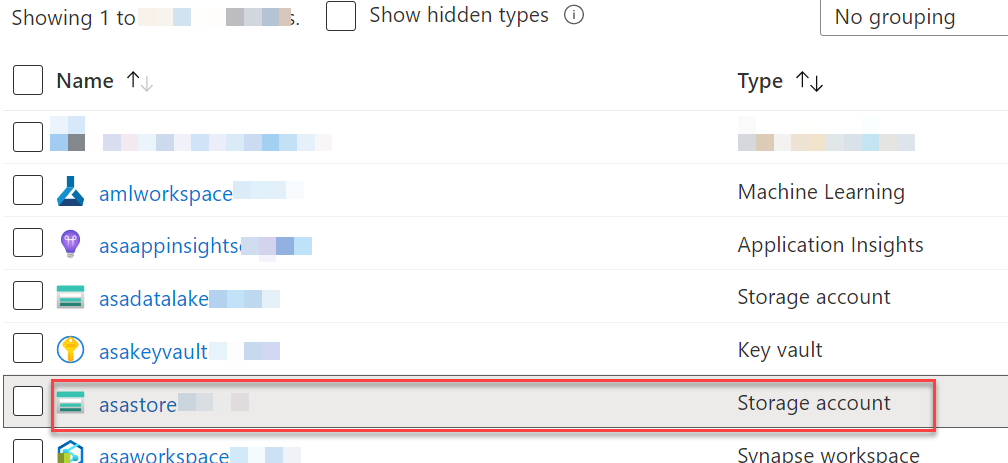 Showing 1 to
Show hidden types
No grouping
Name Type
amlworkspace Machine Learning
asaappinsights Application Insights
asadatalake Storage account
asakeyvault Key vault
asastore Storage account
asaworkspace Synapse workspace